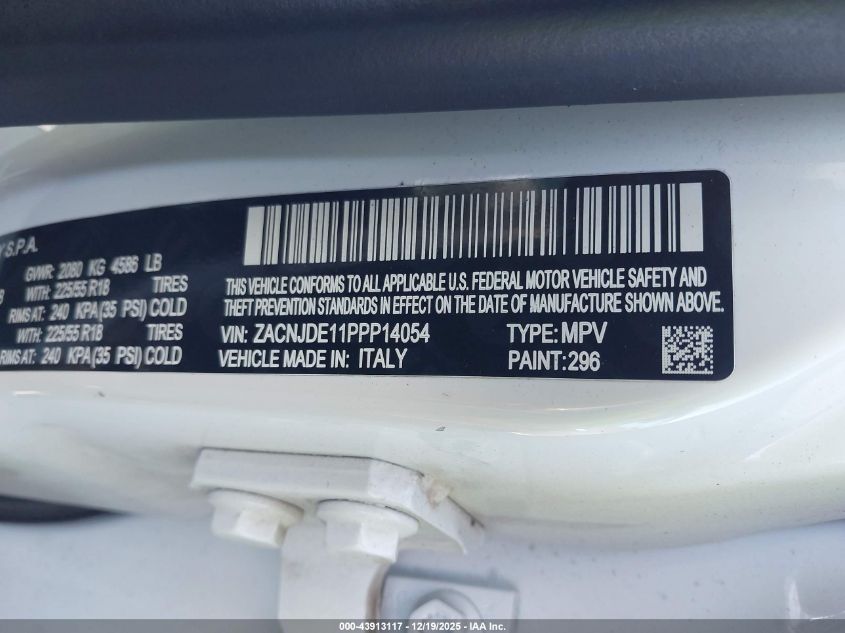 Y S.P.A.
GVWR: 2080 KG 4586 LB
WITH: 225/55 R18 TIRES
RIMS AT: 240 KPA(35 PSI) COLD
WITH: 225/55 R18 TIRES
RIMS AT: 240 KPA(35 PSI) COLD
THIS VEHICLE CONFORMS TO ALL APPLICABLE U.S. FEDERAL MOTOR VEHICLE SAFETY AND
THEFT PREVENTION STANDARDS IN EFFECT ON THE DATE OF MANUFACTURE SHOWN ABOVE.
VIN: ZACNJDE11PPP14054 TYPE: MPV
VEHICLE MADE IN: ITALY PAINT:296
000-43913117 - 12/19/2025 - IAA Inc.